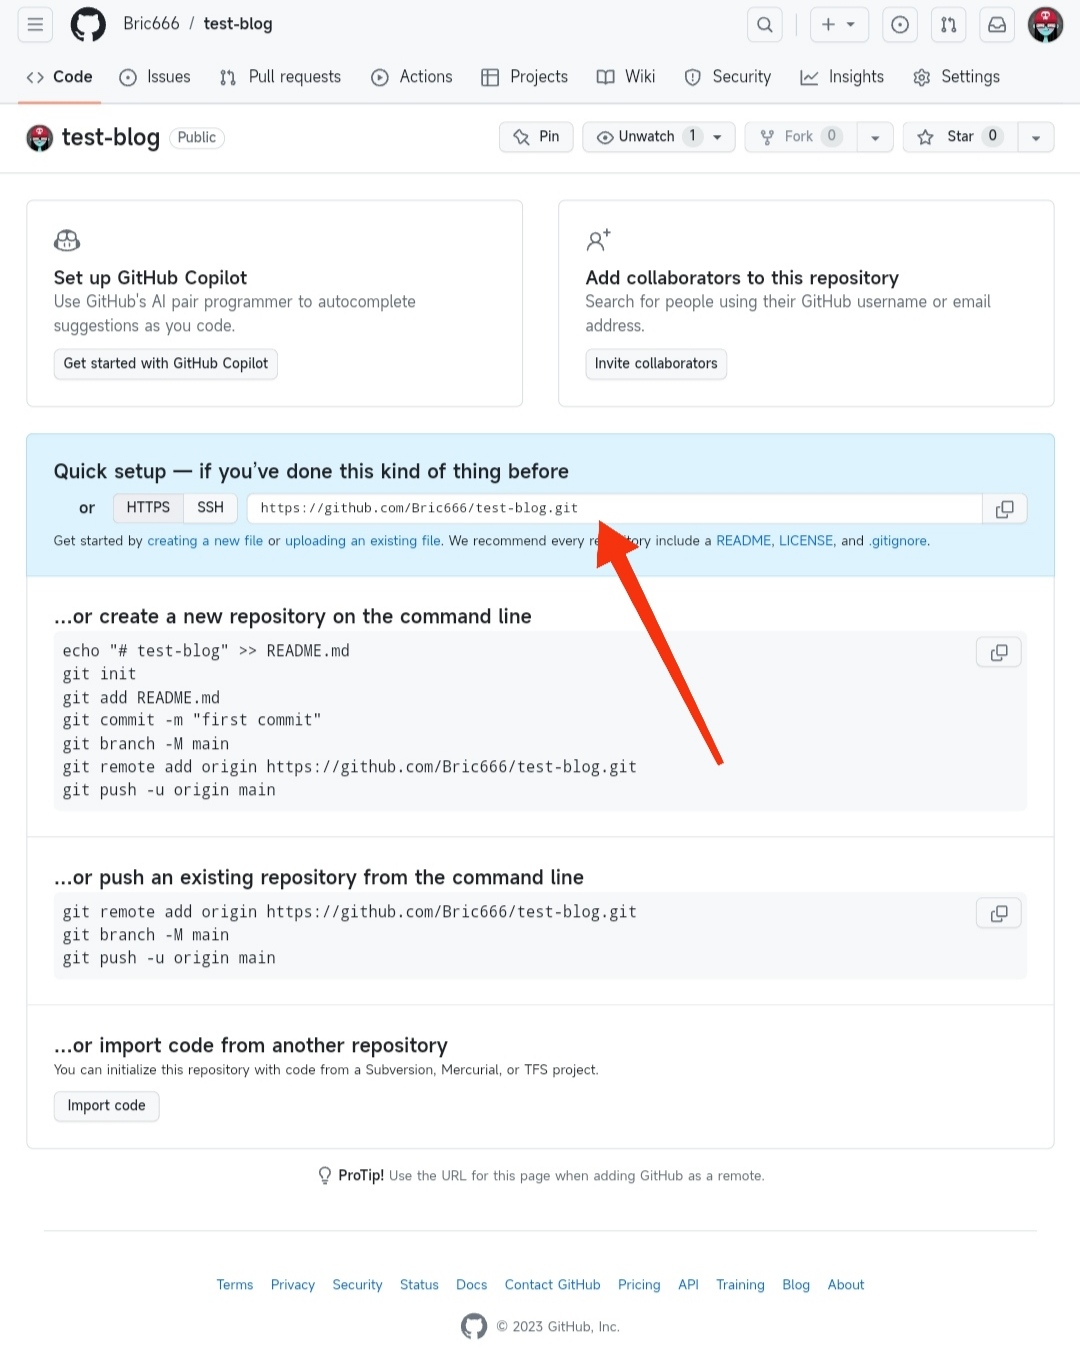 Bric666 / test-blog
Code Issues Pull requests Actions Projects Wiki Security Insights Settings
test-blog Public Pin Unwatch 1 Fork 0 Star 0
Set up GitHub Copilot
Use GitHub's AI pair programmer to autocomplete
suggestions as you code.
Get started with GitHub Copilot
Add collaborators to this repository
Search for people using their GitHub username or email
address.
Invite collaborators
Quick setup — if you've done this kind of thing before
or HTTPS SSH https://github.com/Bric666/test-blog.git
Get started by creating a new file or uploading an existing file. We recommend every include a README, LICENSE, and .gitignore.
...or create a new repository on the command line
echo "# test-blog" >> README.md
git init
git add README.md
git commit -m "first commit"
git branch -M main
git remote add origin https://github.com/Bric666/test-blog.git
git push -u origin main
...or push an existing repository from the command line
git remote add origin https://github.com/Bric666/test-blog.git
git branch -M main
git push -u origin main
...or import code from another repository
You can initialize this repository with code from a Subversion, Mercurial, or TFS project.
Import code
ProTip! Use the URL for this page when adding GitHub as a remote.
Terms Privacy Security Status Docs Contact GitHub Pricing API Training Blog About
© 2023 GitHub, Inc.